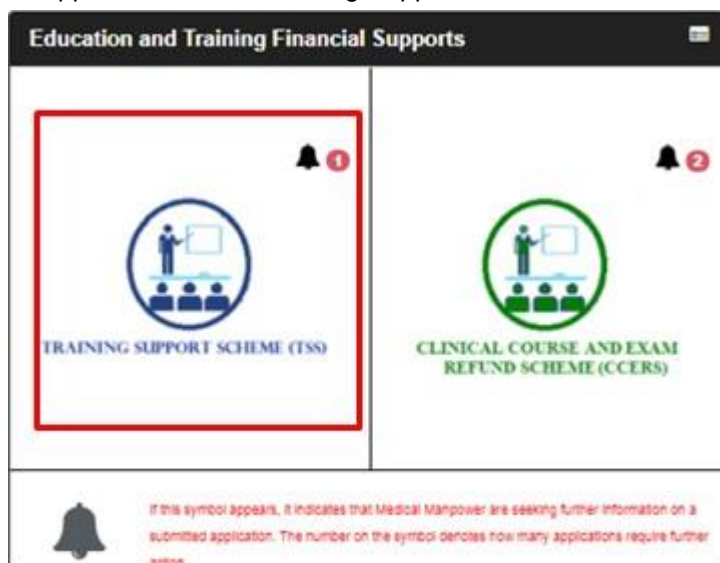 Education and Training Financial Supports
1
2
TRAINING SUPPORT SCHEME (TSS)
CLINICAL COURSE AND EXAM
REFUND SCHEME (CCERS)
If this symbol appears, it indicates that Medical Manpower are seeking further information on a
submitted application. The number on the symbol denotes how many applications require further